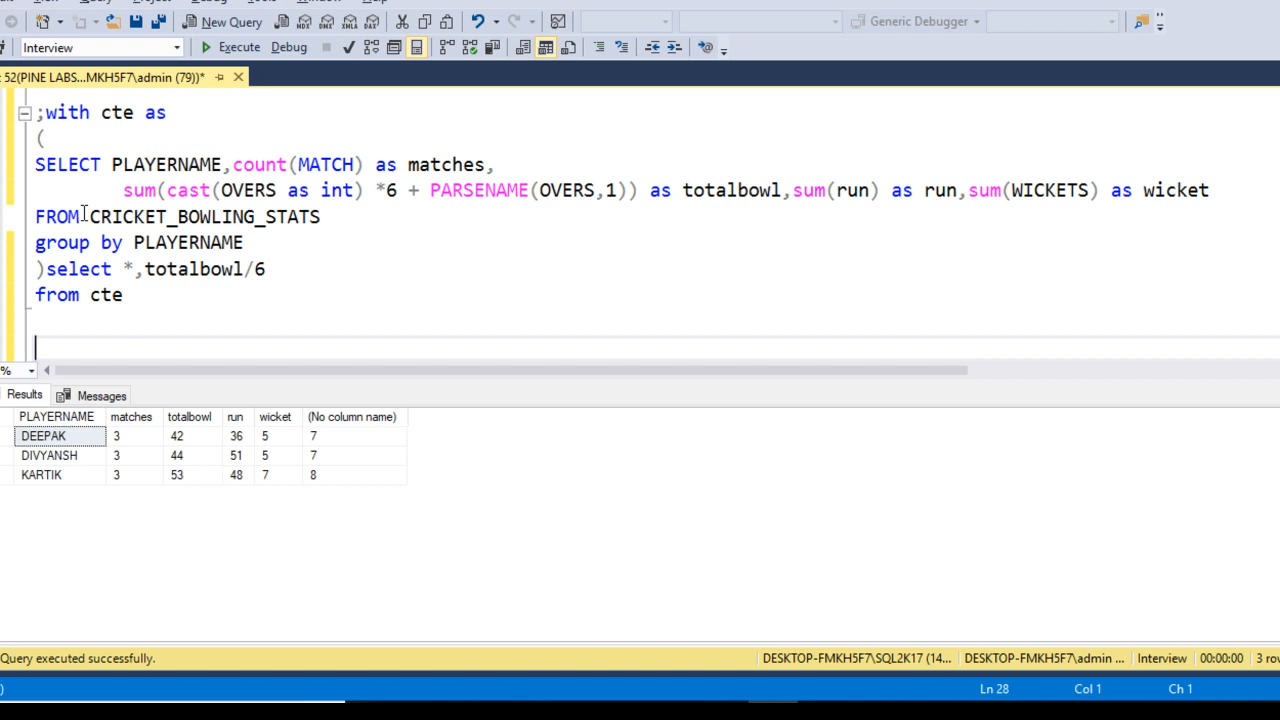 New Query
Generic Debugger
Interview
Execute
Debug
52(PINE LABS...MKH5F7\admin (79))*
;with cte as
(
SELECT PLAYERNAME,count(MATCH) as matches,
sum(cast(OVERS as int) *6 + PARSENAME(OVERS,1)) as totalbowl,sum(run) as run,sum(WICKETS) as wicket
FROM CRICKET_BOWLING_STATS
group by PLAYERNAME
)select *,totalbowl/6
from cte
%
Results Messages
PLAYERNAME matches totalbowl run wicket (No column name)
DEEPAK 3 42 36 5 7
DIVYANSH 3 44 51 5 7
KARTIK 3 53 48 7 8
Query executed successfully. DESKTOP-FMKH5F7\SQL2K17 (14... DESKTOP-FMKH5F7\admin ... Interview 00:00:00 3 ro
Ln 28 Col 1 Ch 1